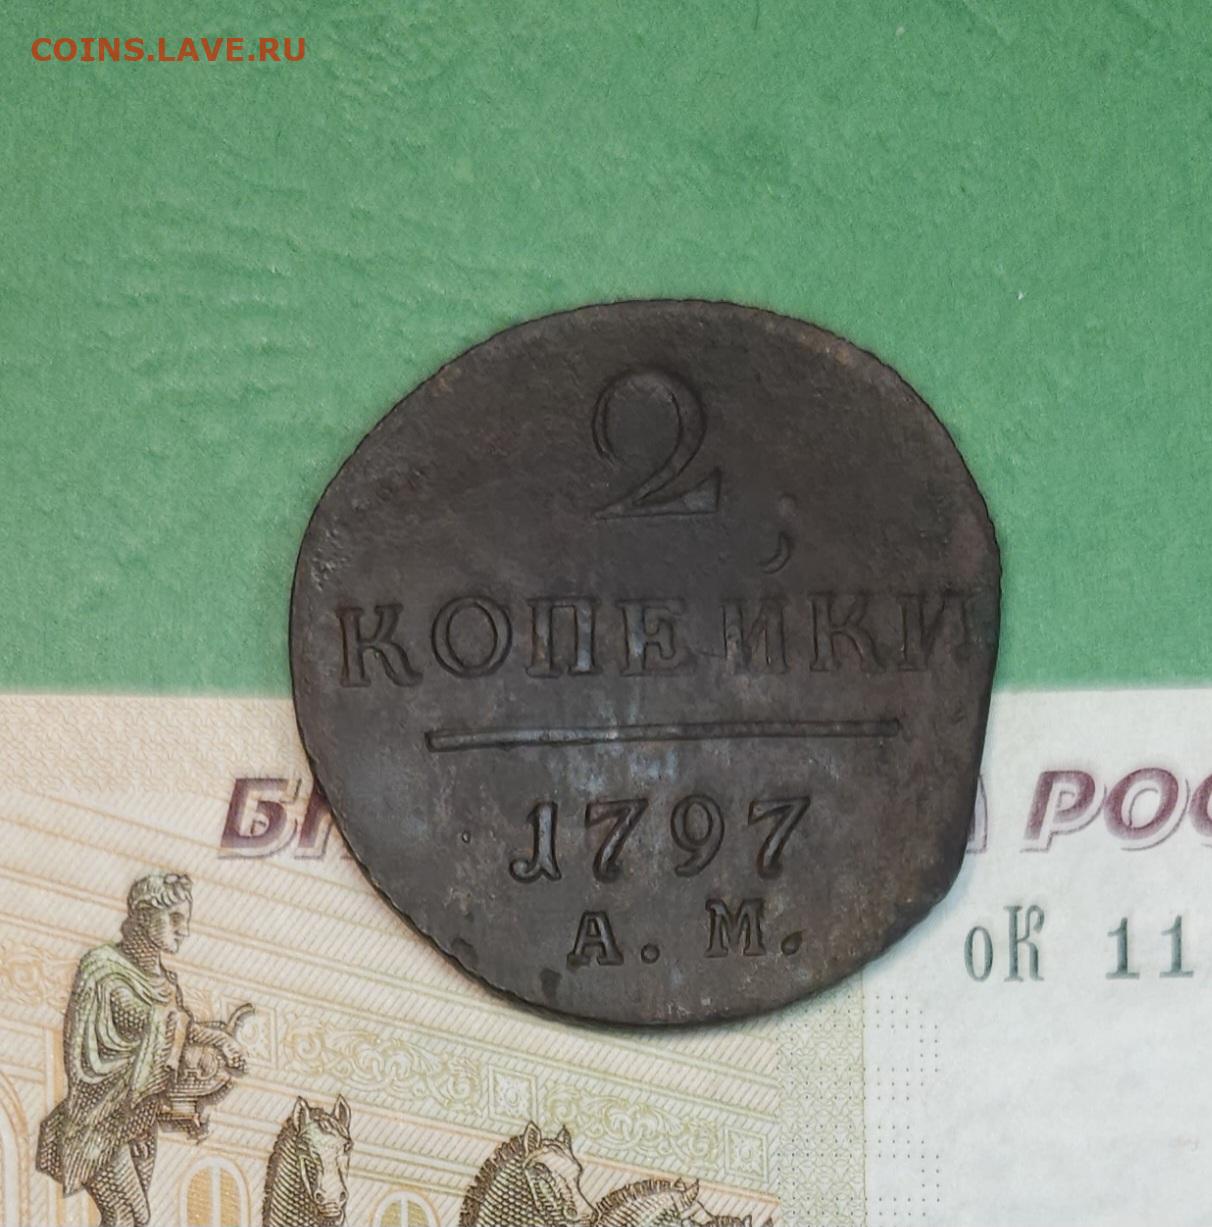 COINS.LAVE.RU
2
КОПЕЙКИ
1797
А. М.
оК 11